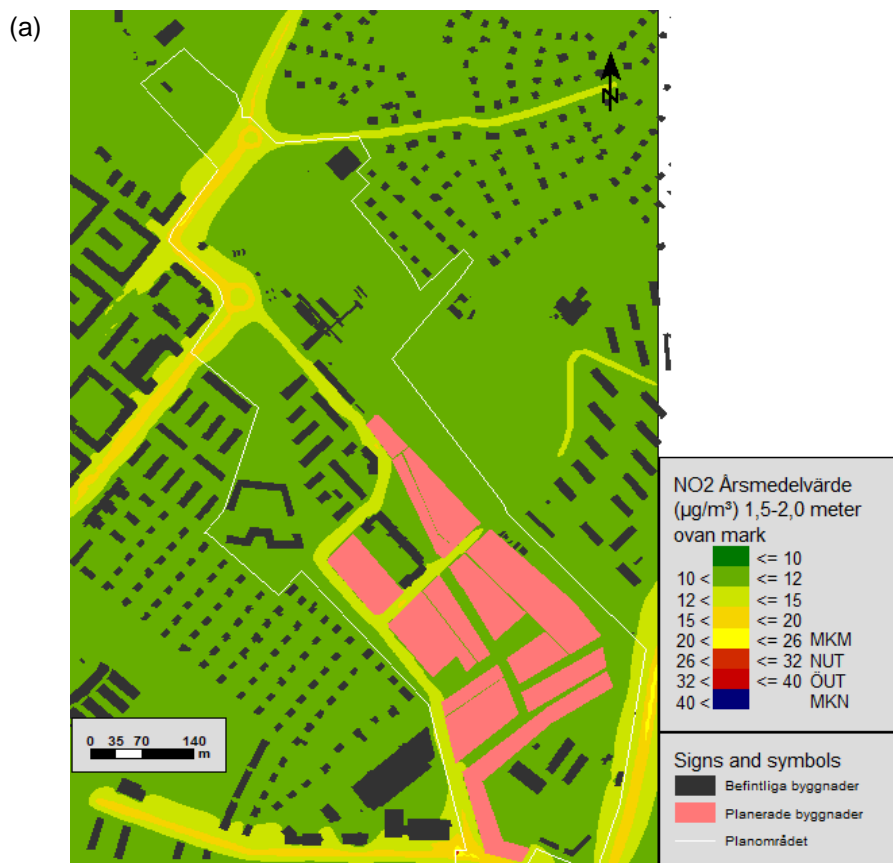 (a)
N
NO2 Årsmedelvärde
(µg/m³) 1,5-2,0 meter
ovan mark
<= 10
10 < <= 12
12 < <= 15
15 < <= 20
20 < <= 26 MKM
26 < <= 32 NUT
32 < <= 40 ÖUT
40 < MKN
0 35 70 140
m
Signs and symbols
Befintliga byggnader
Planerade byggnader
Planområdet